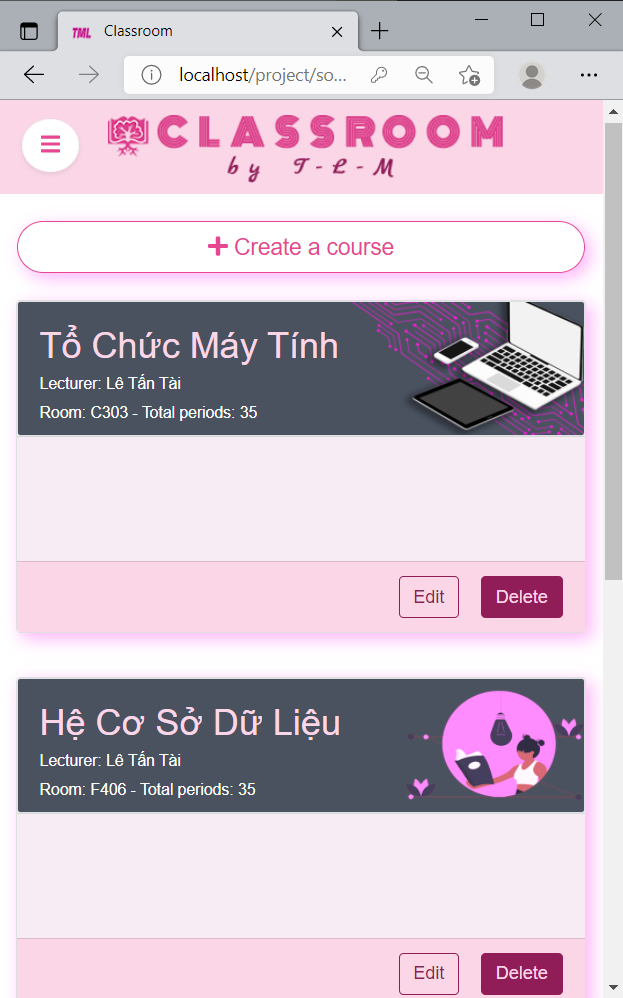 TML Classroom
localhost/project/so...
CLASSROOM
by T-L-M
Create a course
Tổ Chức Máy Tính
Lecturer: Lê Tấn Tài
Room: C303 - Total periods: 35
Edit Delete
Hệ Cơ Sở Dữ Liệu
Lecturer: Lê Tấn Tài
Room: F406 - Total periods: 35
Edit Delete